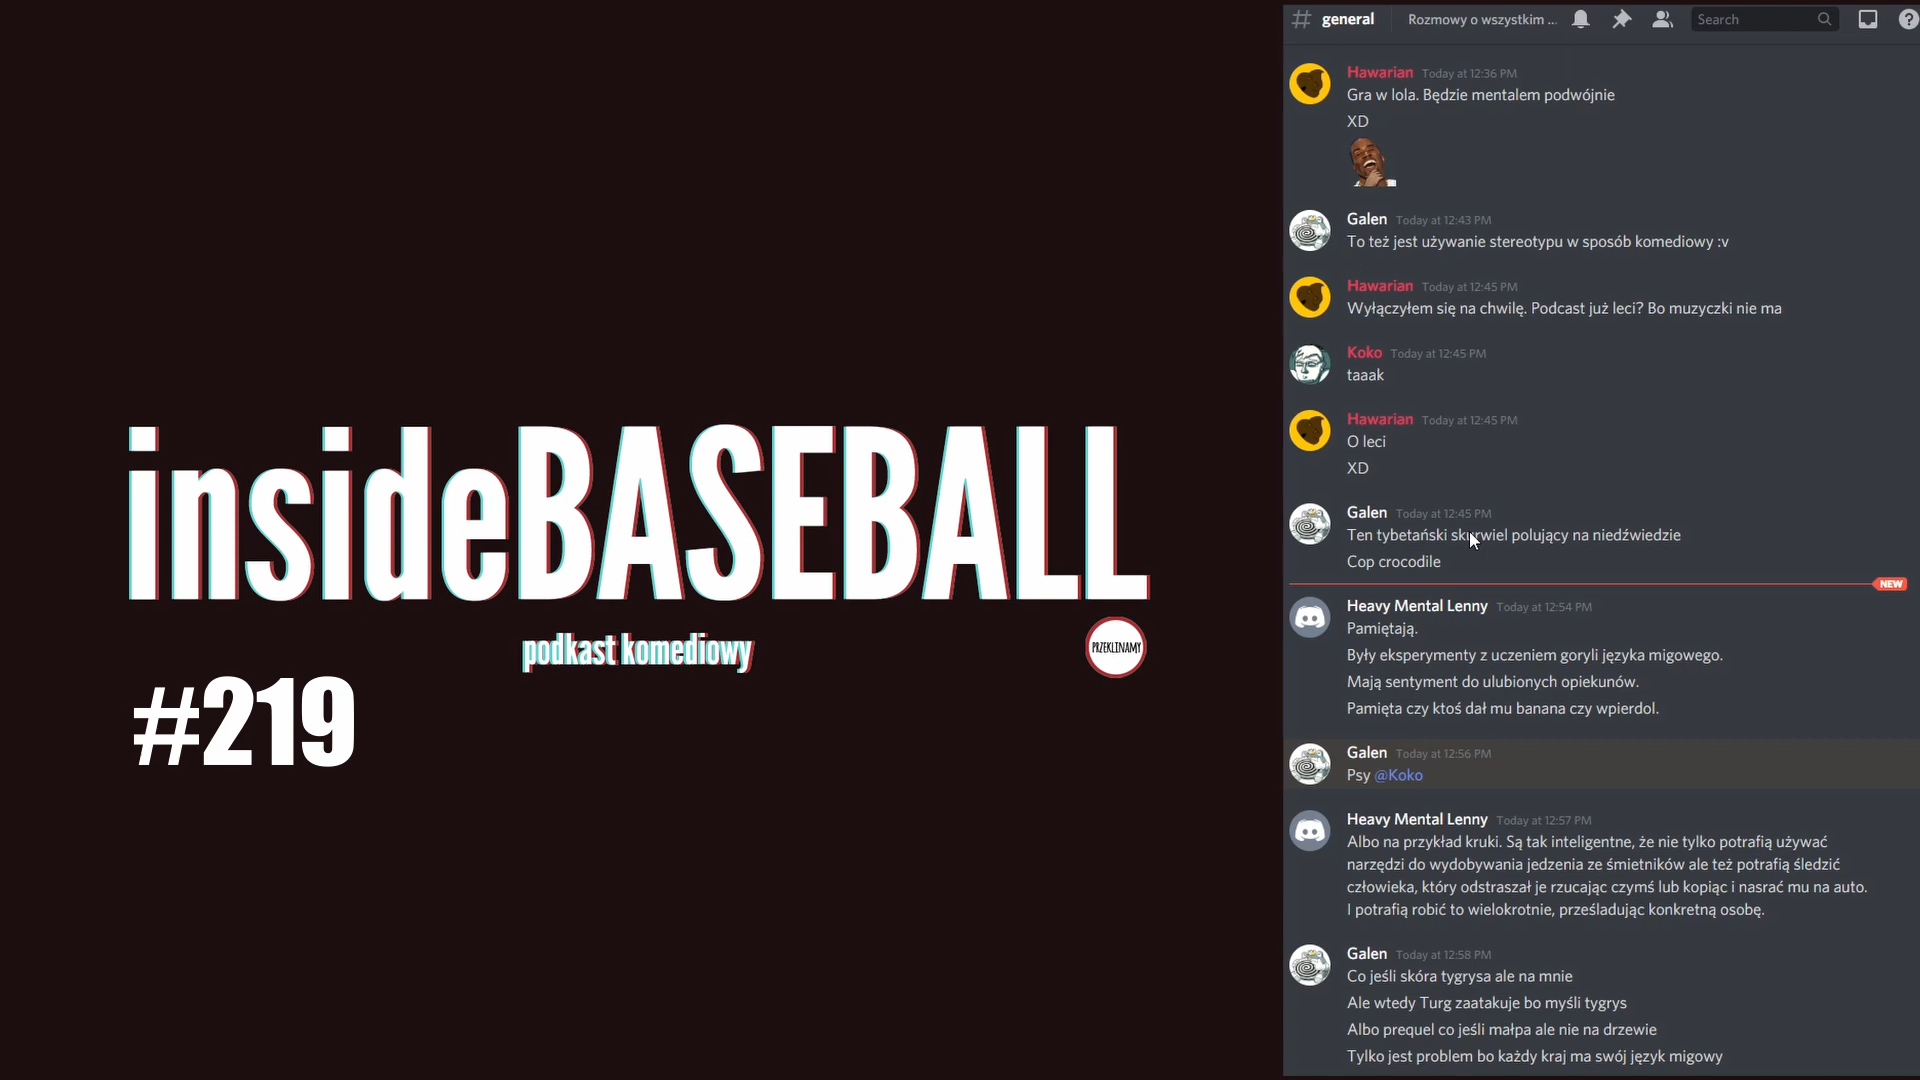 insideBASEBALL
podkast komediowy
PRZEKLINAMY
#219
general
Rozmowy o wszystkim ...
Search
Hawarian Today at 12:36 PM
Gra w lola. Będzie mentalem podwójnie
XD
Galen Today at 12:43 PM
To też jest używanie stereotypu w sposób komediowy :v
Hawarian Today at 12:45 PM
Wyłączyłem się na chwilę. Podcast już leci? Bo muzyczki nie ma
Koko Today at 12:45 PM
taaak
Hawarian Today at 12:45 PM
O leci
XD
Galen Today at 12:45 PM
Ten tybetański skurwiel polujący na niedźwiedzie
Cop crocodile
NEW
Heavy Mental Lenny Today at 12:54 PM
Pamiętają.
Były eksperymenty z uczeniem goryli języka migowego.
Mają sentyment do ulubionych opiekunów.
Pamięta czy ktoś dał mu banana czy wpierdol.
Galen Today at 12:56 PM
Psy @Koko
Heavy Mental Lenny Today at 12:57 PM
Albo na przykład kruki. Są tak inteligentne, że nie tylko potrafią używać
narzędzi do wydobywania jedzenia ze śmietników ale też potrafią śledzić
człowieka, który odstraszał je rzucając czymś lub kopiąc i nasrać mu na auto.
I potrafią robić to wielokrotnie, prześladując konkretną osobę.
Galen Today at 12:58 PM
Co jeśli skóra tygrysa ale na mnie
Ale wtedy Turg zaatakuje bo myśli tygrys
Albo prequel co jeśli małpa ale nie na drzewie
Tylko jest problem bo każdy kraj ma swój język migowy